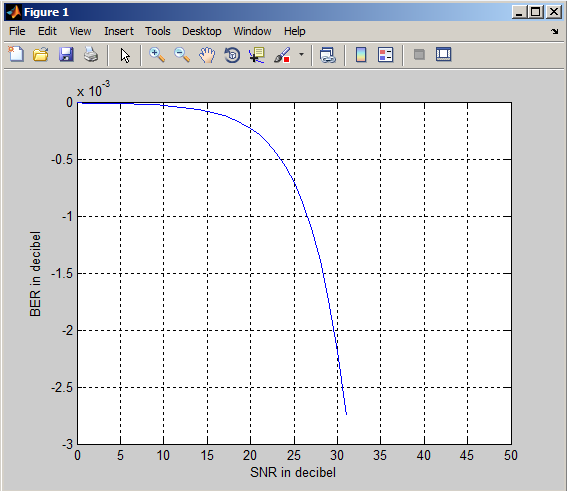 Figure 1
File Edit View Insert Tools Desktop Window Help
x 10^-3
0
-0.5
-1
-1.5
-2
-2.5
-3
BER in decibel
0 5 10 15 20 25 30 35 40 45 50
SNR in decibel